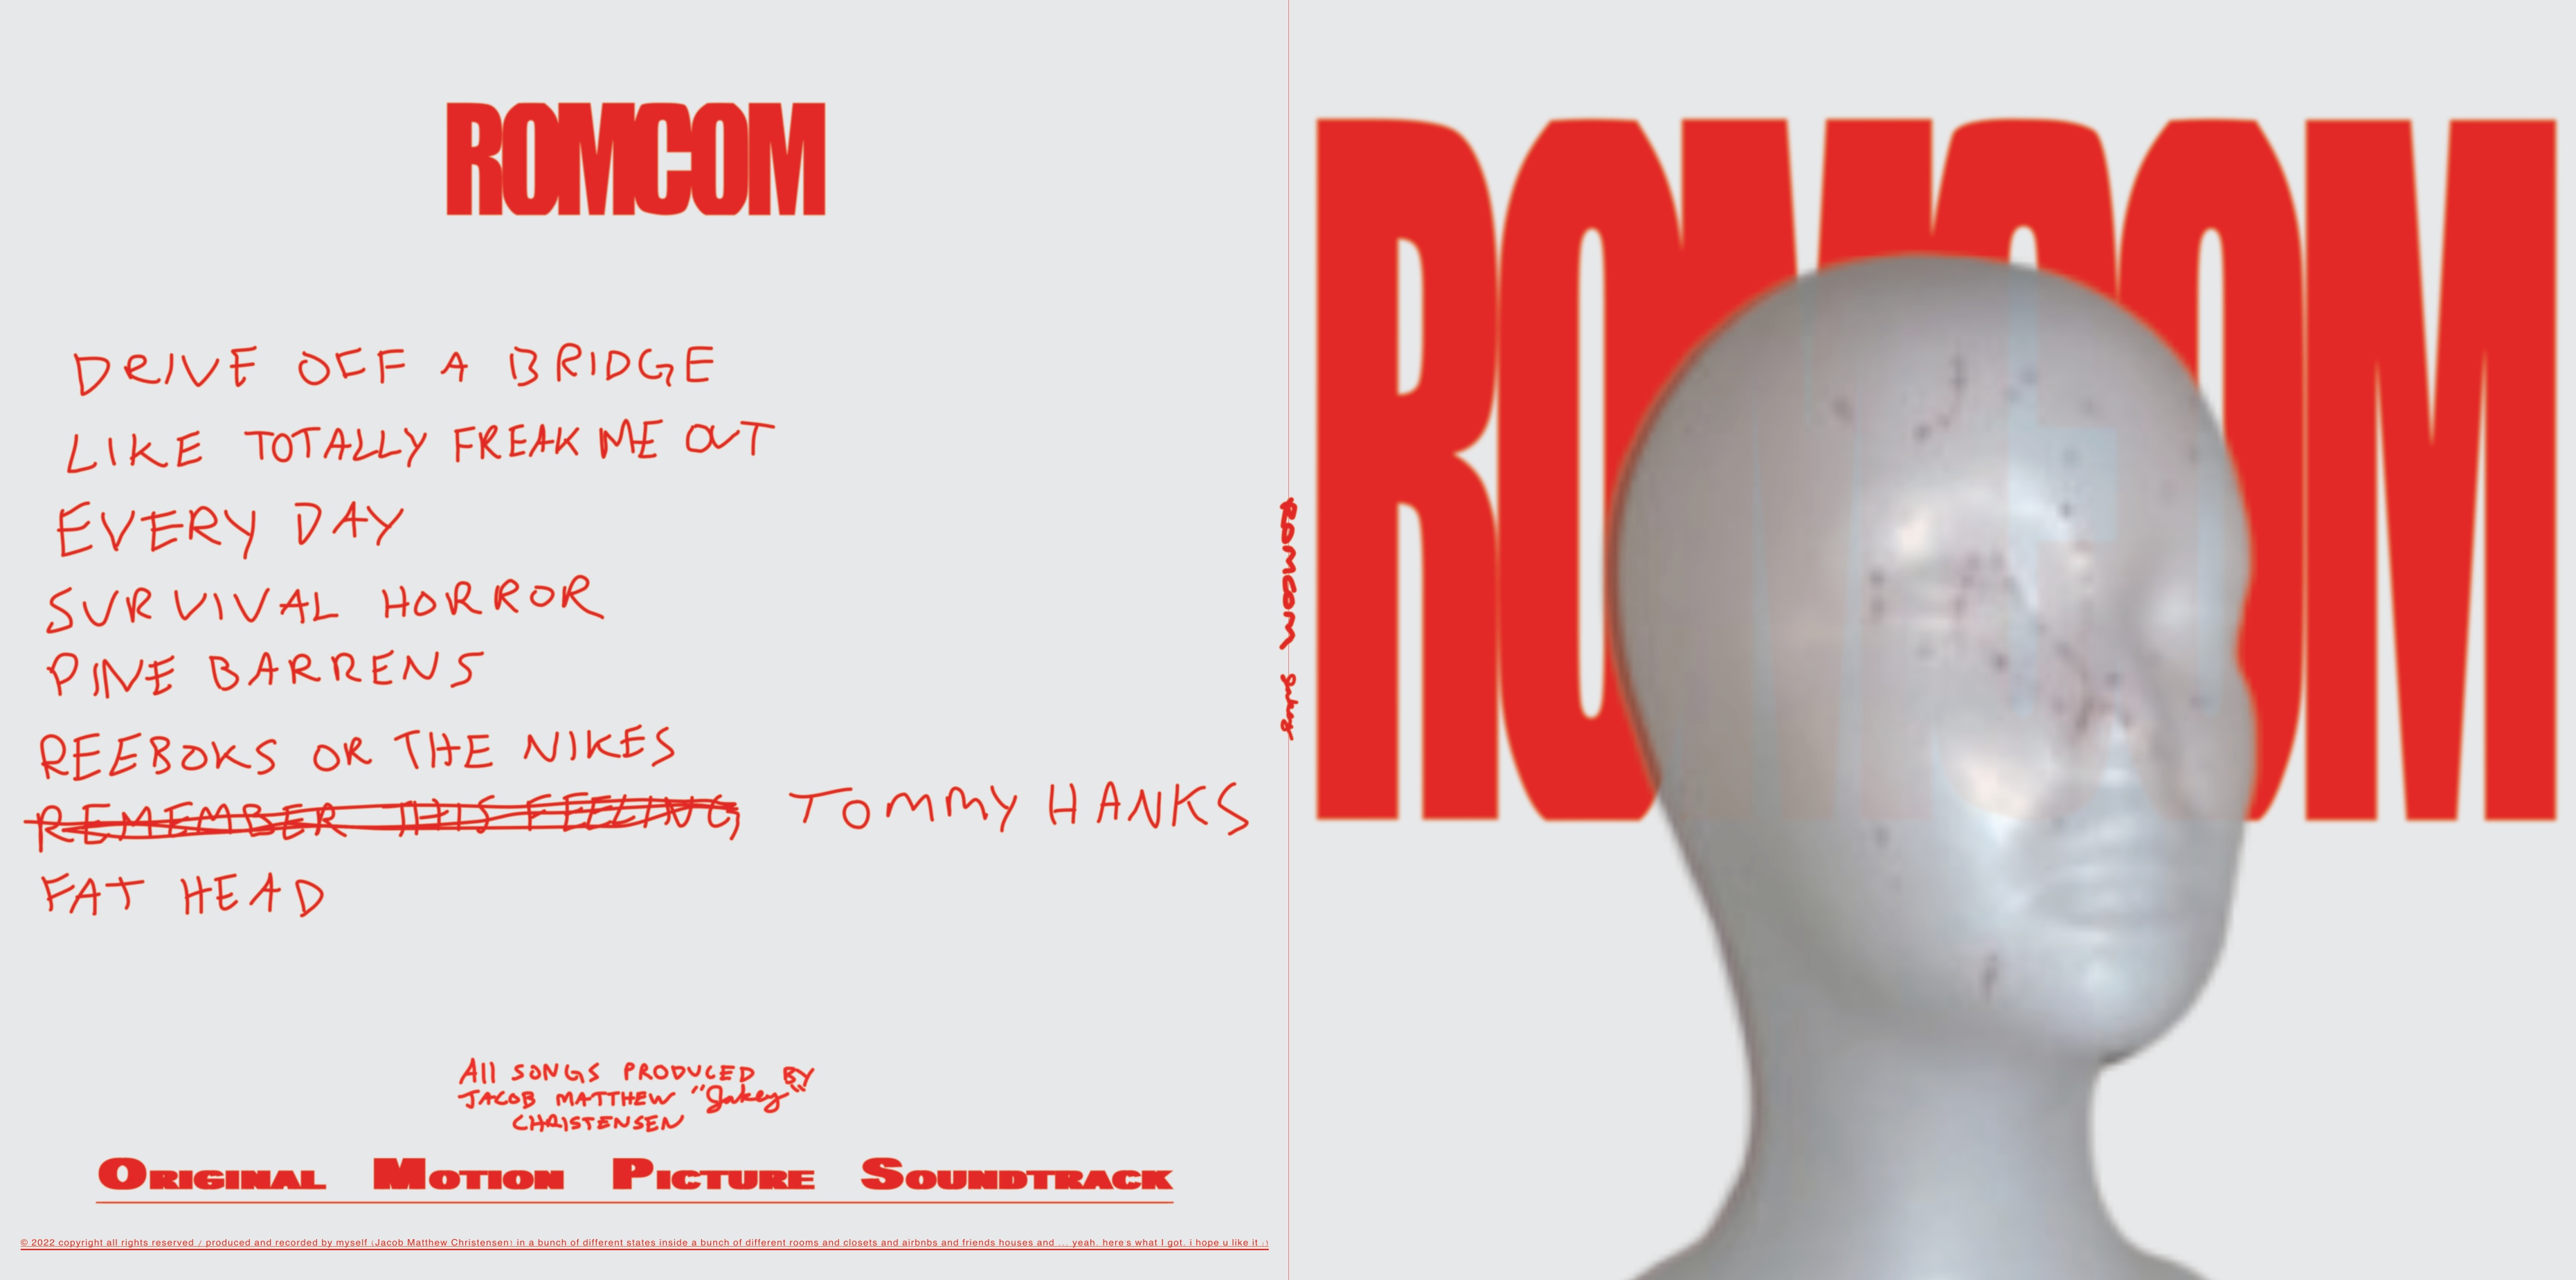 ROMCOM
DRIVE OFF A BRIDGE
LIKE TOTALLY FREAK ME OUT
EVERY DAY
SURVIVAL HORROR
PINE BARRENS
REEBOKS OR THE NIKES
REMEMBER THIS FEELING TOMMY HANKS
FAT HEAD
All SONGS PRODUCED BY
JACOB MATTHEW "Jakey"
CHRISTENSEN
ORIGINAL MOTION PICTURE SOUNDTRACK
© 2022 copyright all rights reserved / produced and recorded by myself (Jacob Matthew Christensen) in a bunch of different states inside a bunch of different rooms and closets and airbnbs and friends houses and ... yeah. here s what I got. i hope u like it :)
ROMCOM
ROMCOM